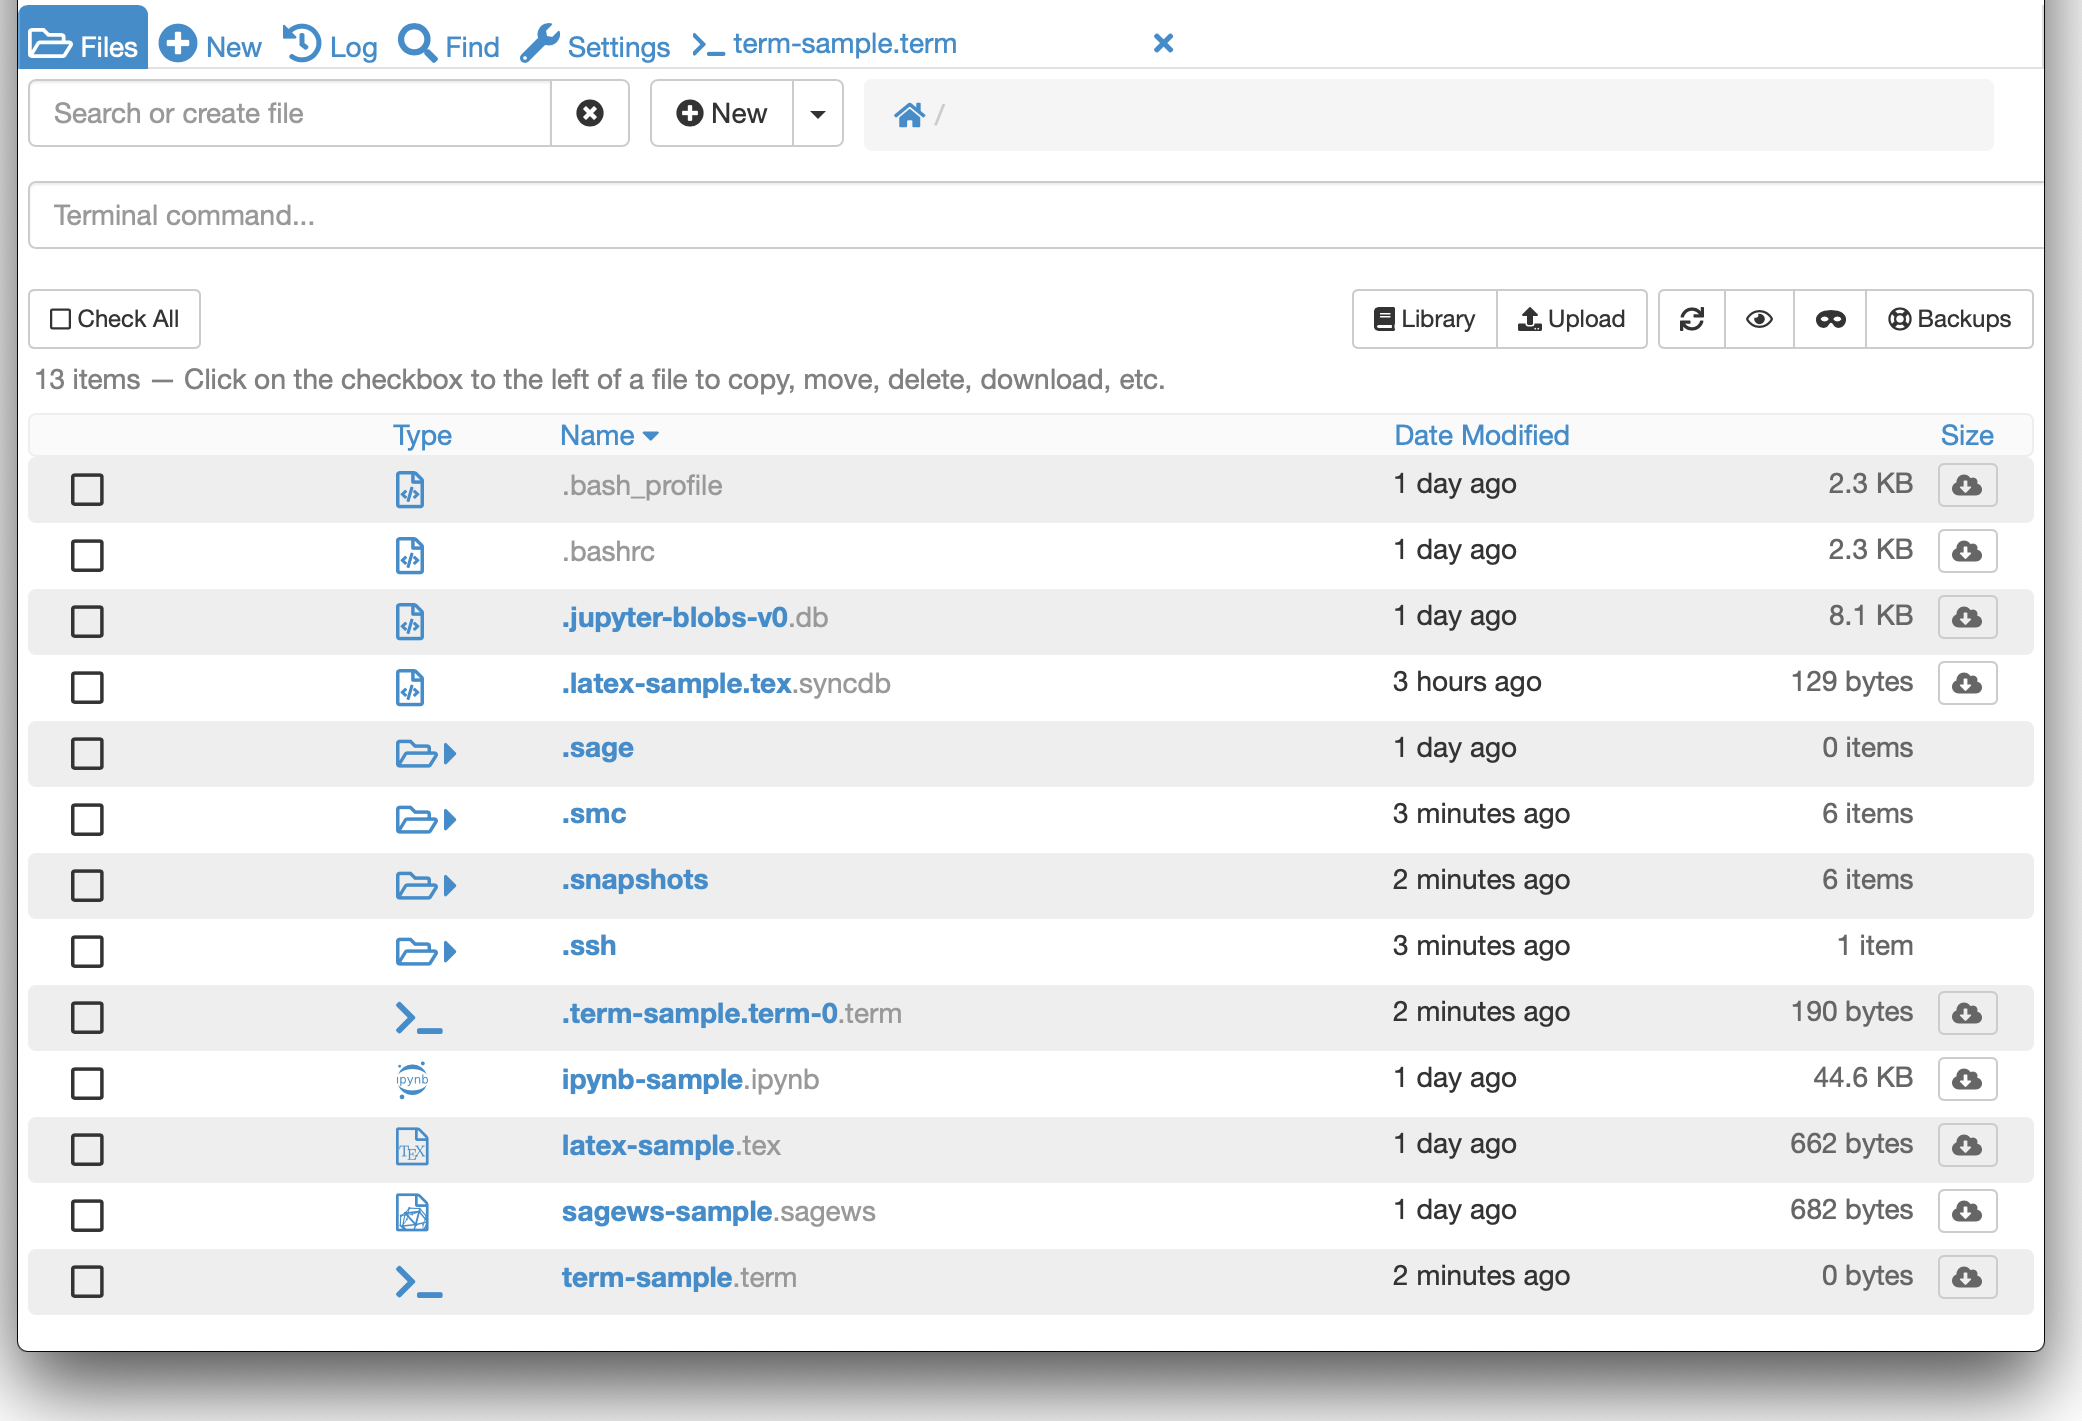 Files New Log Find Settings term-sample.term
Search or create file New /
Terminal command...
Check All Library Upload Backups
13 items — Click on the checkbox to the left of a file to copy, move, delete, download, etc.
Type Name Date Modified Size
.bash_profile 1 day ago 2.3 KB
.bashrc 1 day ago 2.3 KB
.jupyter-blobs-v0.db 1 day ago 8.1 KB
.latex-sample.tex.syncdb 3 hours ago 129 bytes
.sage 1 day ago 0 items
.smc 3 minutes ago 6 items
.snapshots 2 minutes ago 6 items
.ssh 3 minutes ago 1 item
.term-sample.term-0.term 2 minutes ago 190 bytes
ipynb ipynb-sample.ipynb 1 day ago 44.6 KB
TEX latex-sample.tex 1 day ago 662 bytes
sagews-sample.sagews 1 day ago 682 bytes
term-sample.term 2 minutes ago 0 bytes